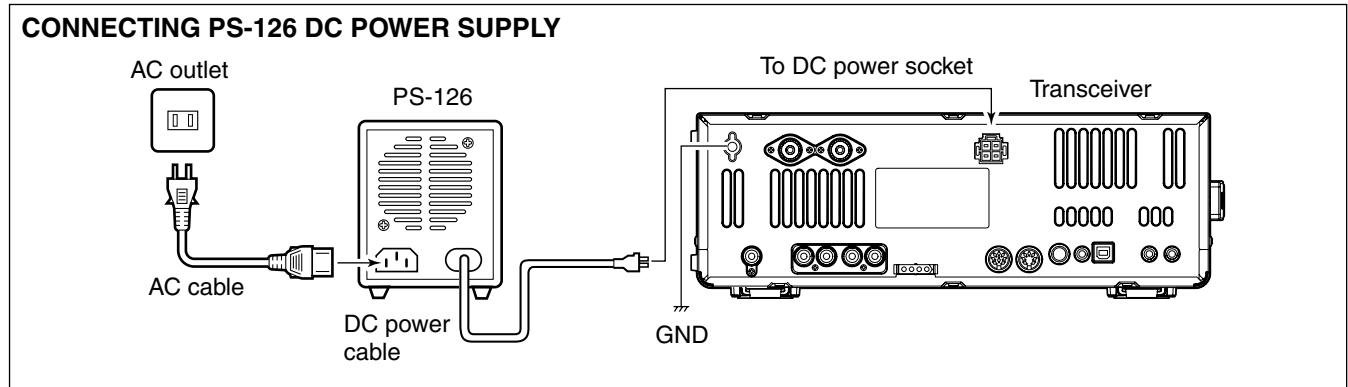 CONNECTING PS-126 DC POWER SUPPLY
AC outlet
PS-126
To DC power socket
Transceiver
AC cable
DC power
cable
GND